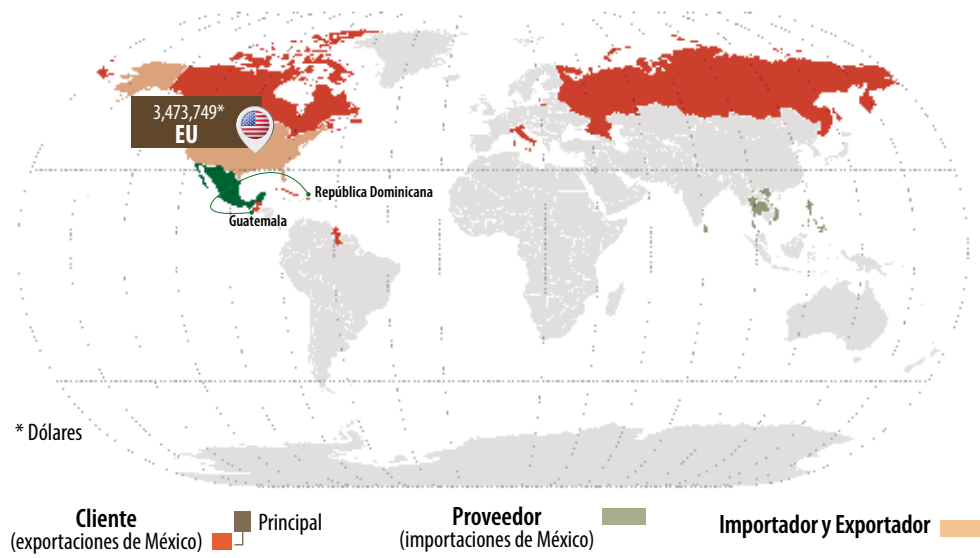 3,473,749*
EU
República Dominicana
Guatemala
* Dólares
Cliente
(exportaciones de México)
Principal
Proveedor
(importaciones de México)
Importador y Exportador